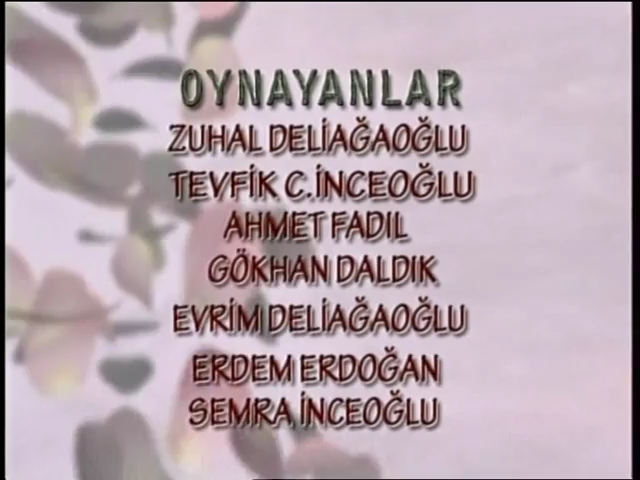 OYNAYANLAR
ZUHAL DELİAĞAOĞLU
TEVFİK C.İNCEOĞLU
AHMET FADIL
GÖKHAN DALDIK
EVRİM DELİAĞAOĞLU
ERDEM ERDOĞAN
SEMRA İNCEOĞLU